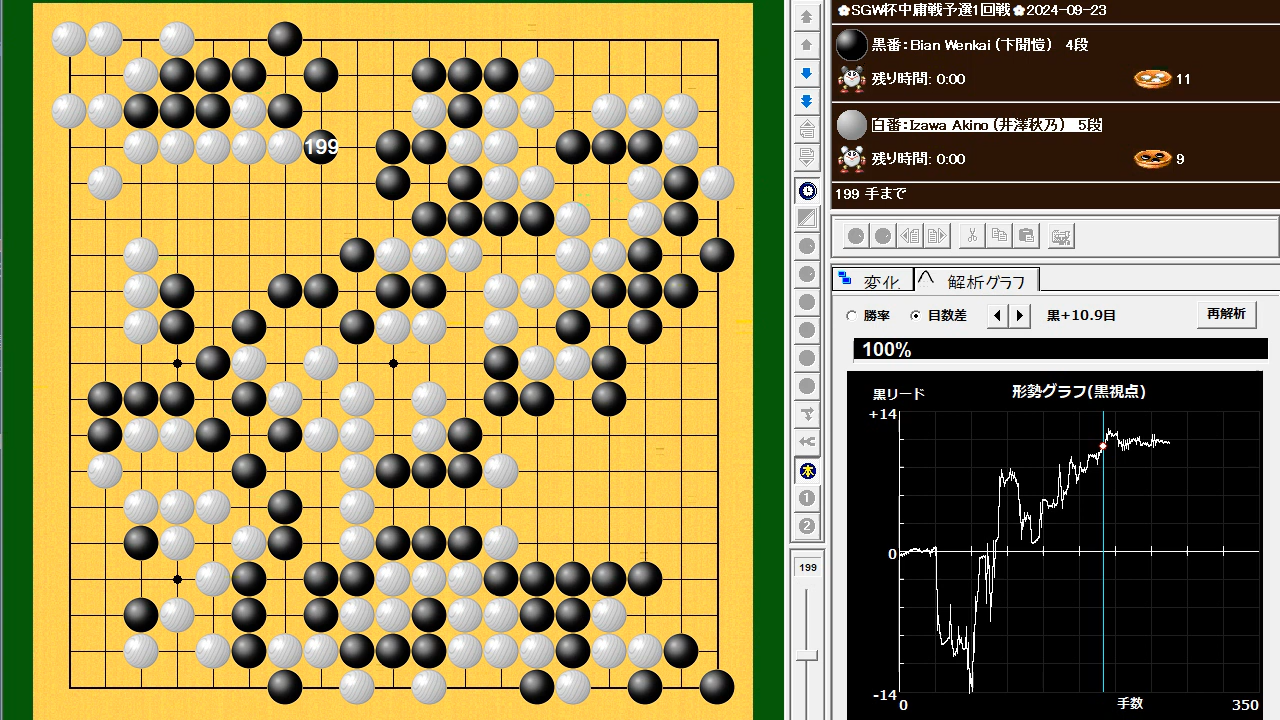 ✿SGW杯中庸戦予選1回戦✿2024-09-23
黒番：Bian Wenkai (卞聞愷)　4段
残り時間： 0:00
11
白番：Izawa Akino (井澤秋乃)　5段
残り時間： 0:00
9
199 手まで
199
本
1
2
199
変化
解析グラフ
勝率
目数差
黒+10.9目
再解析
100%
黒リード
形勢グラフ(黒視点)
+14
0
-14
0
手数
350